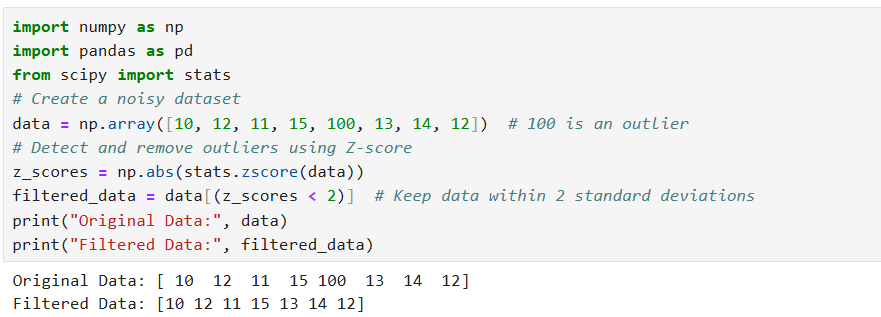 import numpy as np
import pandas as pd
from scipy import stats
# Create a noisy dataset
data = np.array([10, 12, 11, 15, 100, 13, 14, 12])  # 100 is an outlier
# Detect and remove outliers using Z-score
z_scores = np.abs(stats.zscore(data))
filtered_data = data[(z_scores < 2)]  # Keep data within 2 standard deviations
print("Original Data:", data)
print("Filtered Data:", filtered_data)
Original Data: [ 10  12  11  15 100  13  14  12]
Filtered Data: [10 12 11 15 13 14 12]